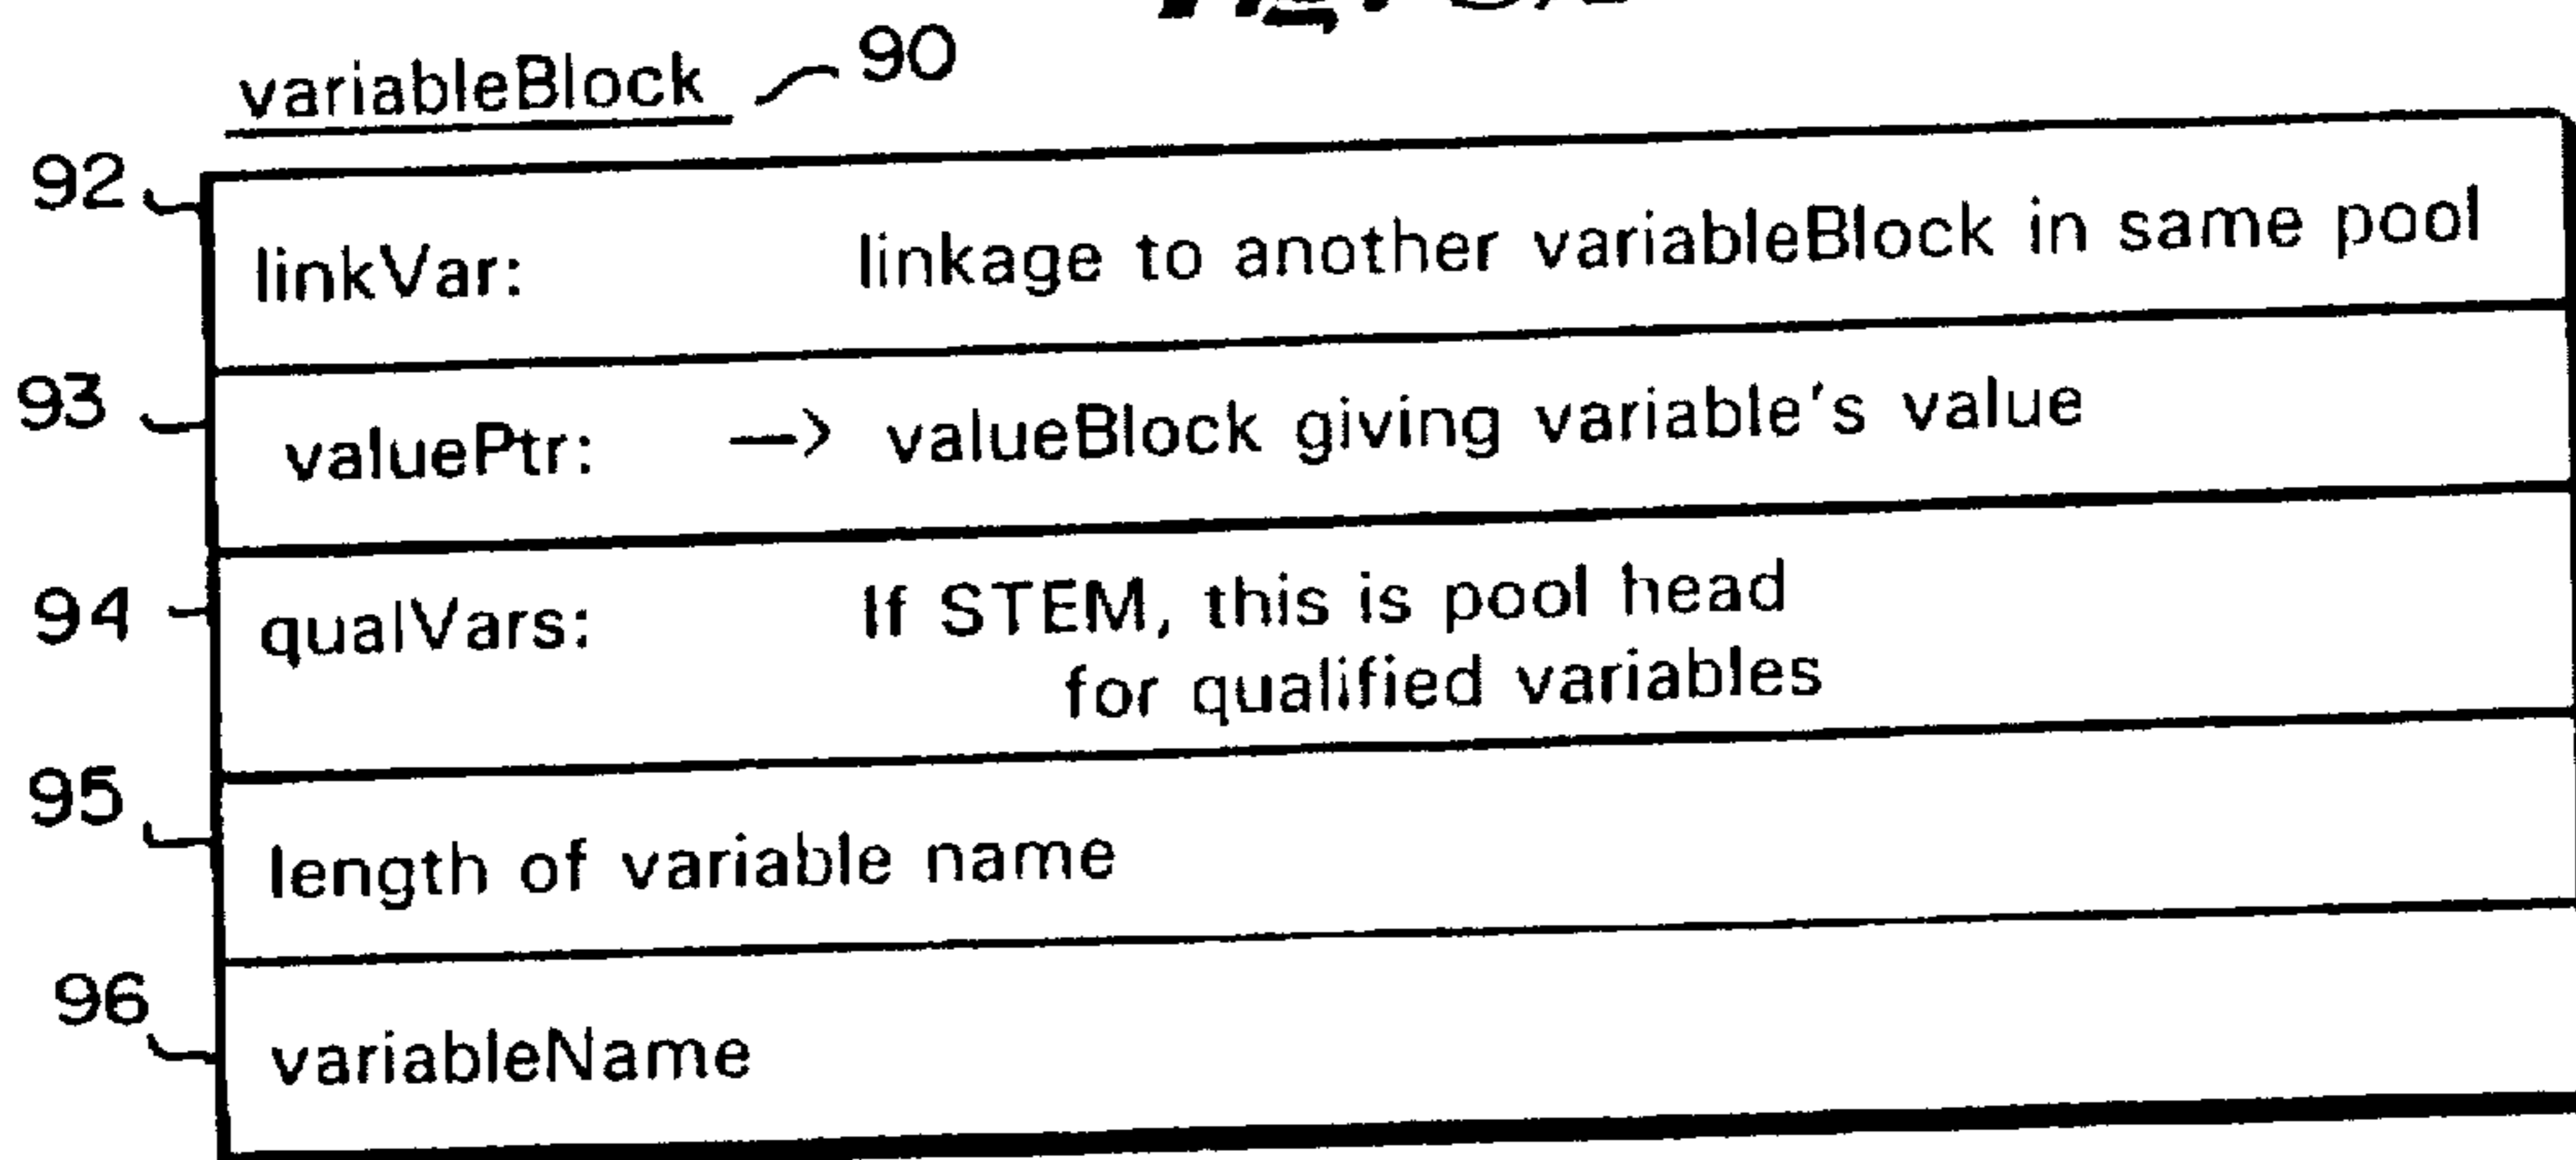 variableBlock 90
92
linkVar: linkage to another variableBlock in same pool
93
valuePtr: —> valueBlock giving variable's value
94
qualVars: If STEM, this is pool head
for qualified variables
95
length of variable name
96
variableName